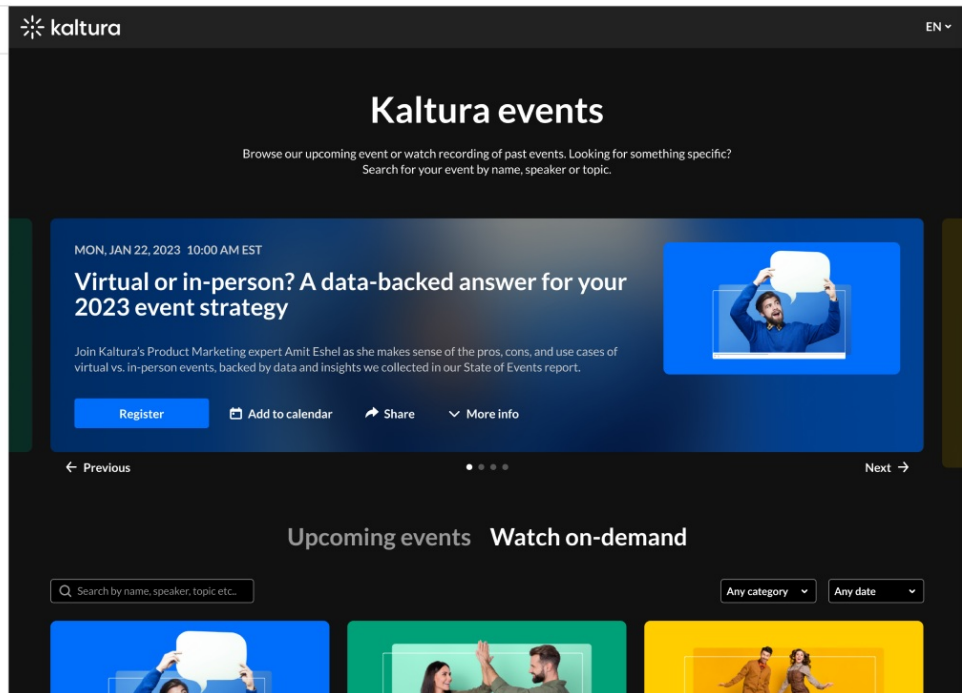 kaltura
EN
Kaltura events
Browse our upcoming event or watch recording of past events. Looking for something specific?
Search for your event by name, speaker or topic.
MON, JAN 22, 2023 10:00 AM EST
Virtual or in-person? A data-backed answer for your
2023 event strategy
Join Kaltura's Product Marketing expert Amit Eshel as she makes sense of the pros, cons, and use cases of
virtual vs. in-person events, backed by data and insights we collected in our State of Events report.
Register Add to calendar Share More info
Previous Next
Upcoming events Watch on-demand
Search by name, speaker, topic etc.. Any category Any date